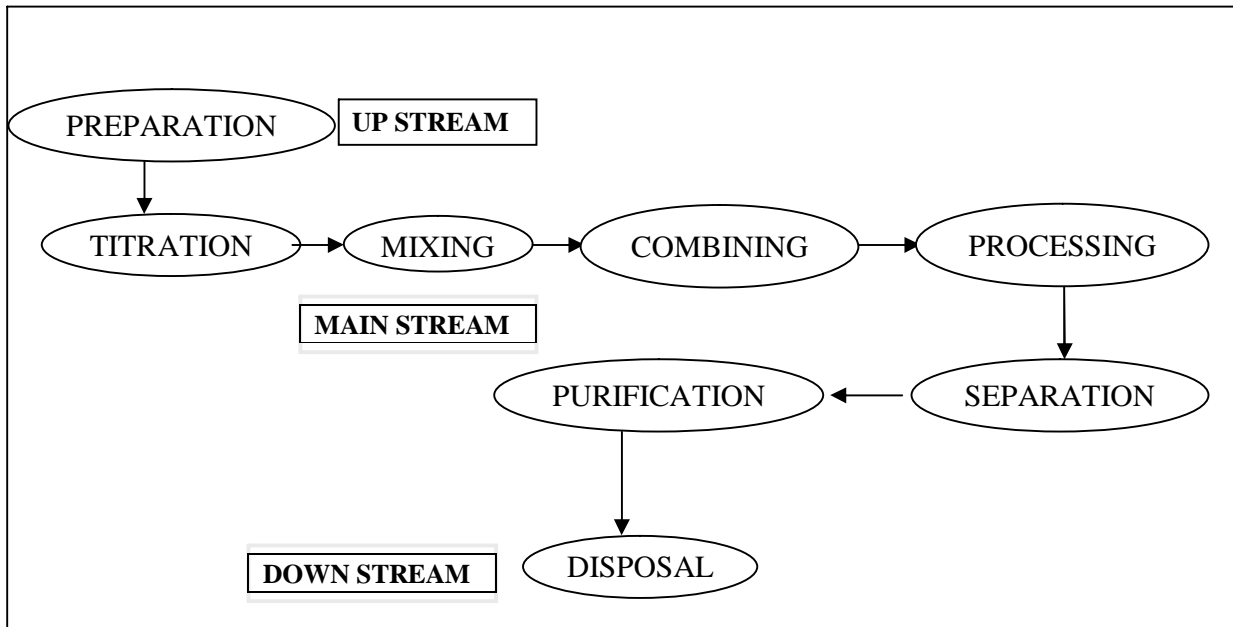 PREPARATION
UP STREAM
TITRATION
MIXING
COMBINING
PROCESSING
MAIN STREAM
PURIFICATION
SEPARATION
DOWN STREAM
DISPOSAL